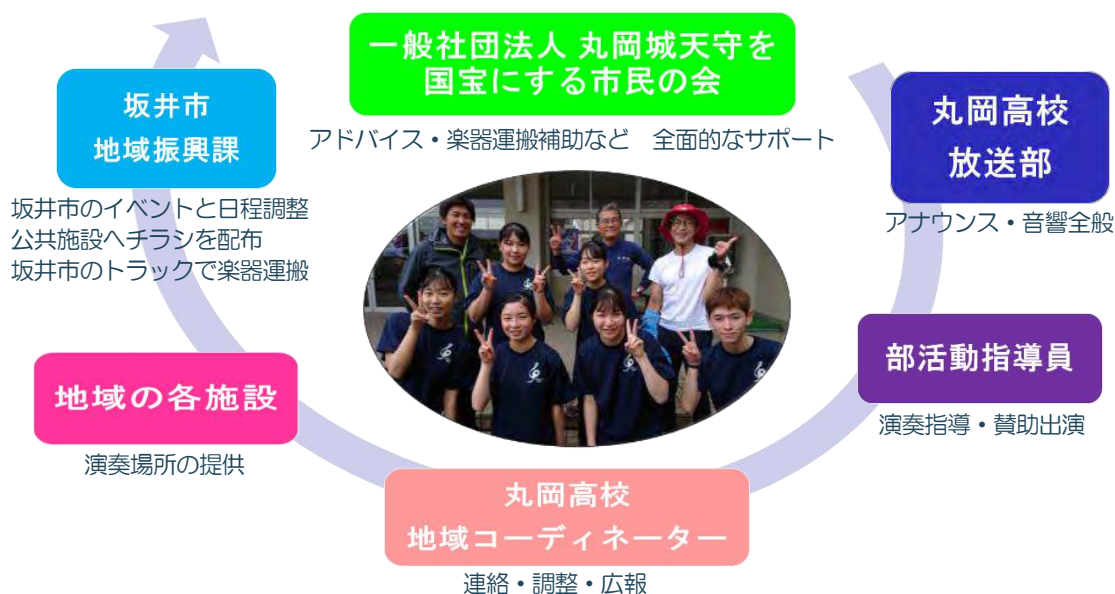 一般社団法人 丸岡城天守を
国宝にする市民の会
アドバイス・楽器運搬補助など　全面的なサポート
坂井市
地域振興課
坂井市のイベントと日程調整
公共施設へチラシを配布
坂井市のトラックで楽器運搬
丸岡高校
放送部
アナウンス・音響全般
地域の各施設
演奏場所の提供
部活動指導員
演奏指導・賛助出演
丸岡高校
地域コーディネーター
連絡・調整・広報